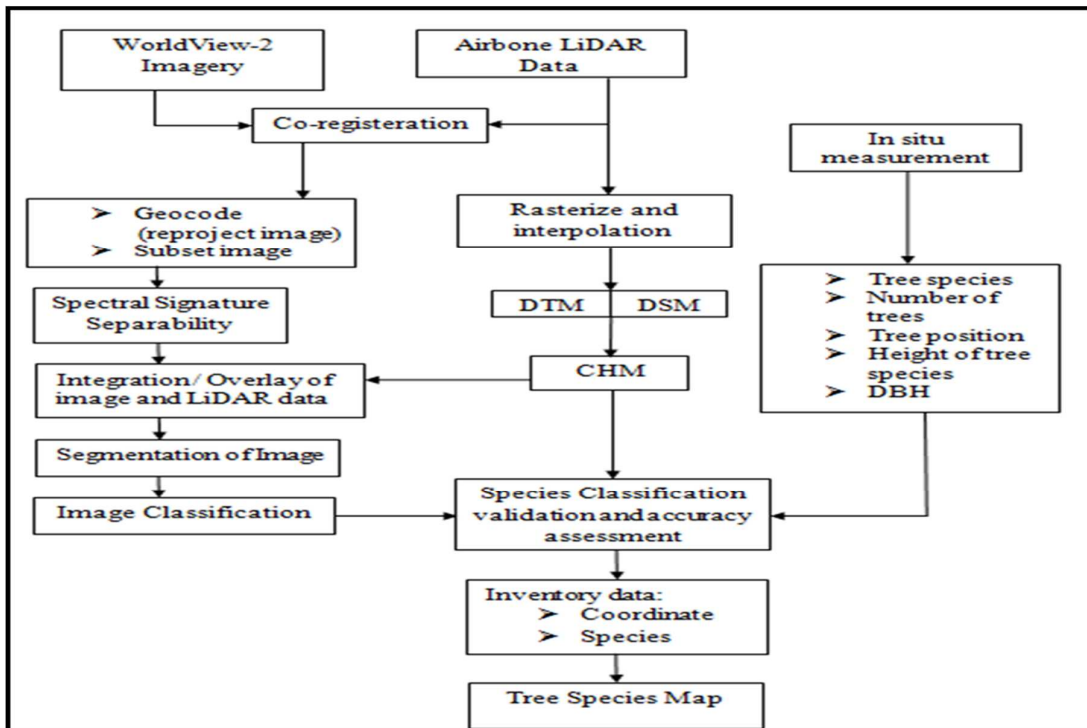 WorldView-2
Imagery
Airbone LiDAR
Data
Co-registeration
In situ
measurement
➤ Geocode
(reproject image)
➤ Subset image
Rasterize and
interpolation
➤ Tree species
➤ Number of
trees
➤ Tree position
➤ Height of tree
species
➤ DBH
Spectral Signature
Separability
DTM DSM
Integration/ Overlay of
image and LiDAR data
CHM
Segmentation of Image
Image Classification
Species Classification
validation and accuracy
assessment
Inventory data:
➤ Coordinate
➤ Species
Tree Species Map